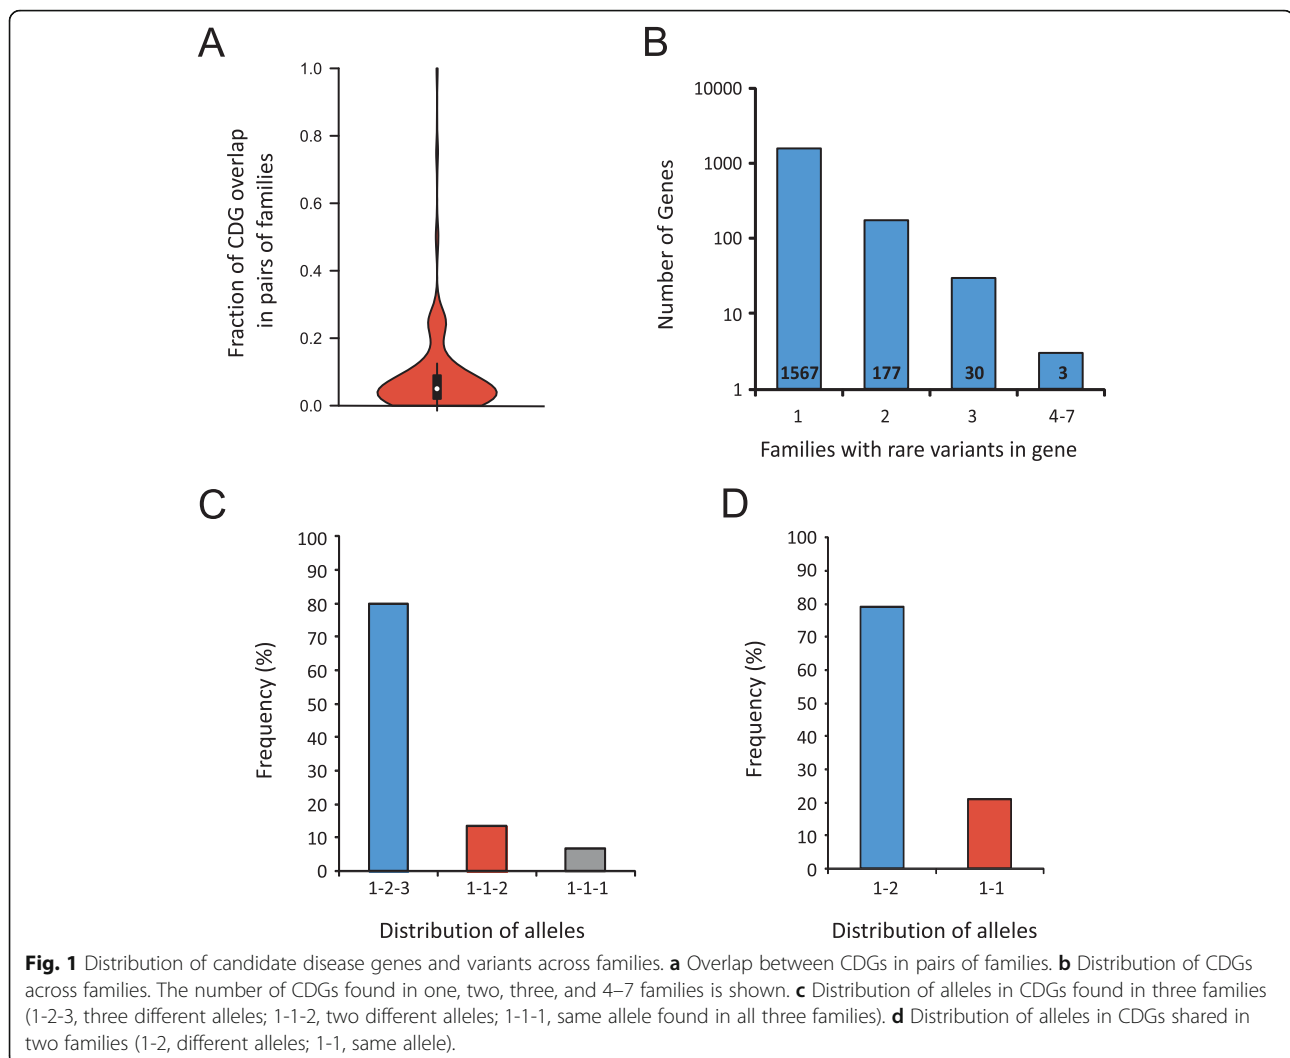 A
1.0
0.8
0.6
0.4
0.2
0.0
Fraction of CDG overlap
in pairs of families
B
10000
1000
100
10
1
Number of Genes
1567
177
30
3
1
2
3
4-7
Families with rare variants in gene
C
100
90
80
70
60
50
40
30
20
10
0
Frequency (%)
1-2-3
1-1-2
1-1-1
Distribution of alleles
D
100
90
80
70
60
50
40
30
20
10
0
Frequency (%)
1-2
1-1
Distribution of alleles
Fig. 1 Distribution of candidate disease genes and variants across families. a Overlap between CDGs in pairs of families. b Distribution of CDGs
across families. The number of CDGs found in one, two, three, and 4–7 families is shown. c Distribution of alleles in CDGs found in three families
(1-2-3, three different alleles; 1-1-2, two different alleles; 1-1-1, same allele found in all three families). d Distribution of alleles in CDGs shared in
two families (1-2, different alleles; 1-1, same allele).